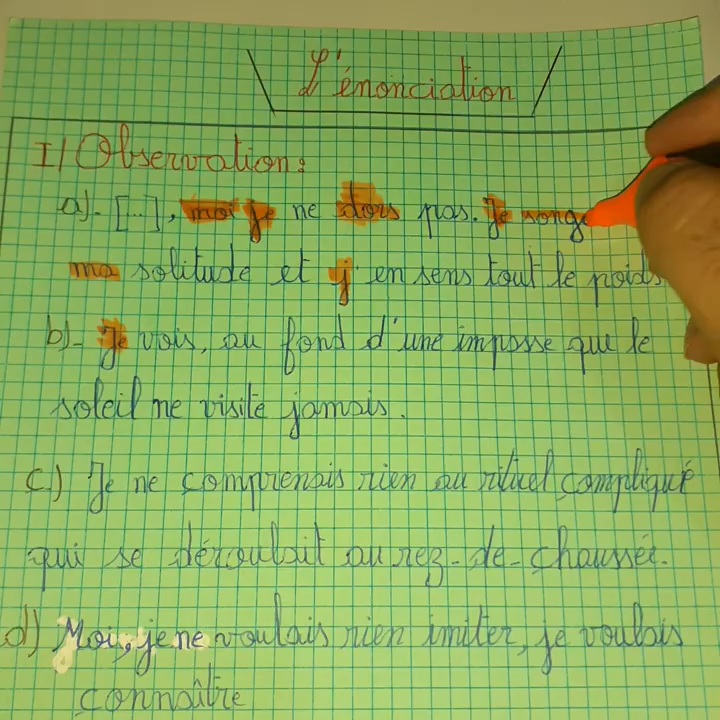 L'énonciation
I/ Observation:
a)- [...], moi je ne dors pas. Je songe
ma solitude et j'en sens tout le poids
b)- Je vois, au fond d'une imposse que le
soleil ne visite jamais.
c) Je ne comprenais rien au rituel compliqué
qui se déroulait au rez-de-chaussée.
d) Moi, je ne voulais rien imiter, je voulais
connaître